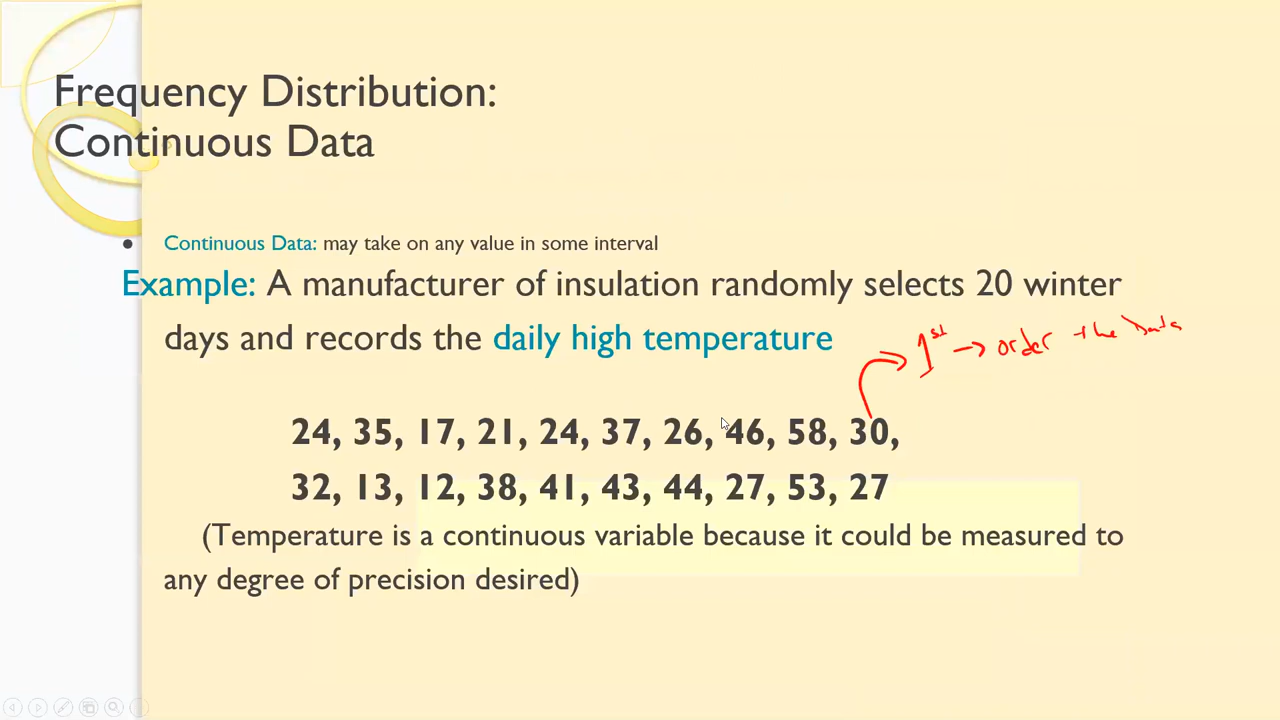 Frequency Distribution:
Continuous Data
• Continuous Data: may take on any value in some interval
Example: A manufacturer of insulation randomly selects 20 winter
days and records the daily high temperature
1st → order the Data
24, 35, 17, 21, 24, 37, 26, 46, 58, 30,
32, 13, 12, 38, 41, 43, 44, 27, 53, 27
(Temperature is a continuous variable because it could be measured to
any degree of precision desired)